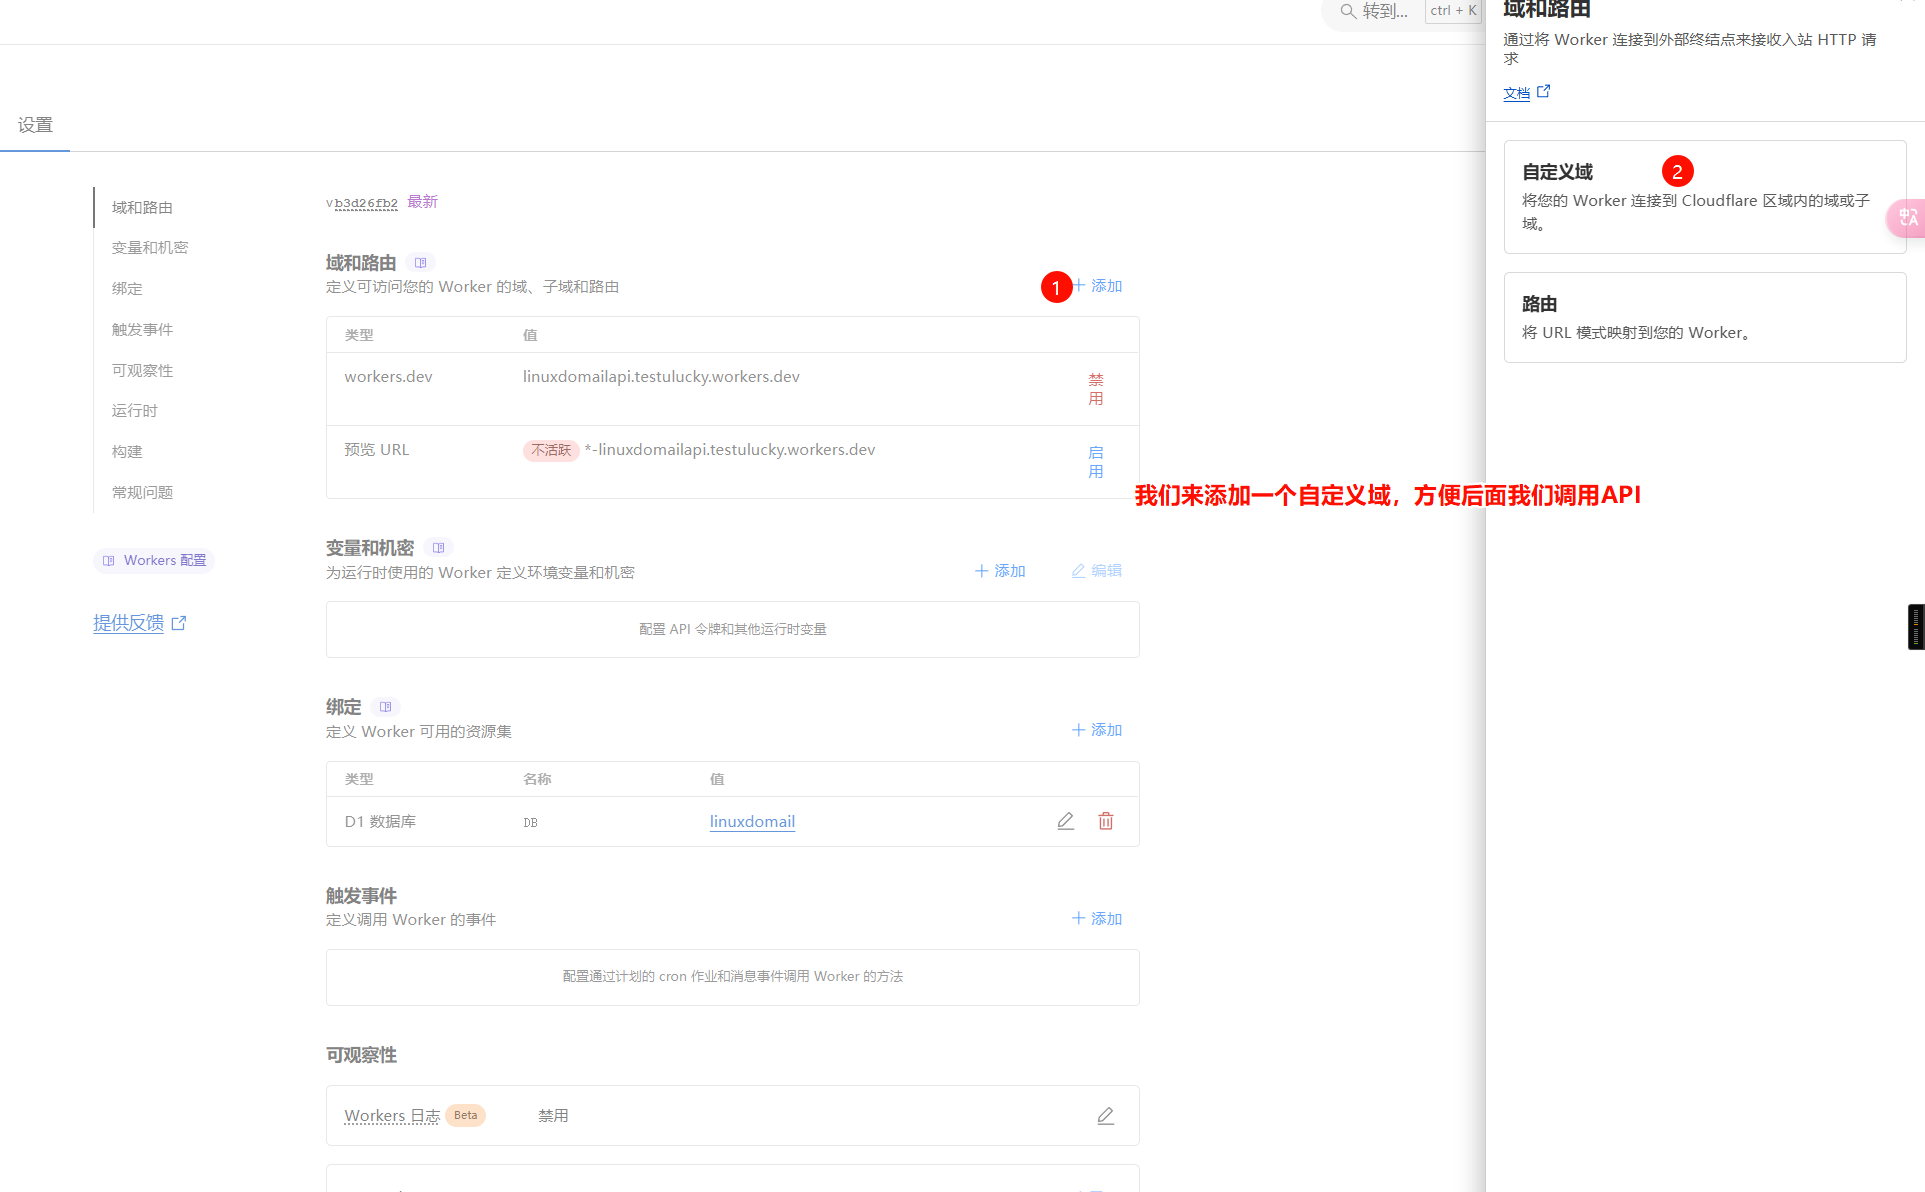 转到...
ctrl + K
设置
域和路由
变量和机密
绑定
触发事件
可观察性
运行时
构建
常规问题
Workers 配置
提供反馈
vb3d26fb2 最新
域和路由
定义可访问您的 Worker 的域、子域和路由
1
添加
类型 值
workers.dev linuxdomailapi.testulucky.workers.dev 禁用
预览 URL 不活跃 *-linuxdomailapi.testulucky.workers.dev 启用
我们来添加一个自定义域，方便后面我们调用API
变量和机密
为运行时使用的 Worker 定义环境变量和机密
添加 编辑
配置 API 令牌和其他运行时变量
绑定
定义 Worker 可用的资源集
添加
类型 名称 值
D1 数据库 DB linuxdomail
触发事件
定义调用 Worker 的事件
添加
配置通过计划的 cron 作业和消息事件调用 Worker 的方法
可观察性
Workers 日志 Beta 禁用
域和路由
通过将 Worker 连接到外部终结点来接收入站 HTTP 请
求
文档
自定义域
2
将您的 Worker 连接到 Cloudflare 区域内的域或子
域。
路由
将 URL 模式映射到您的 Worker。